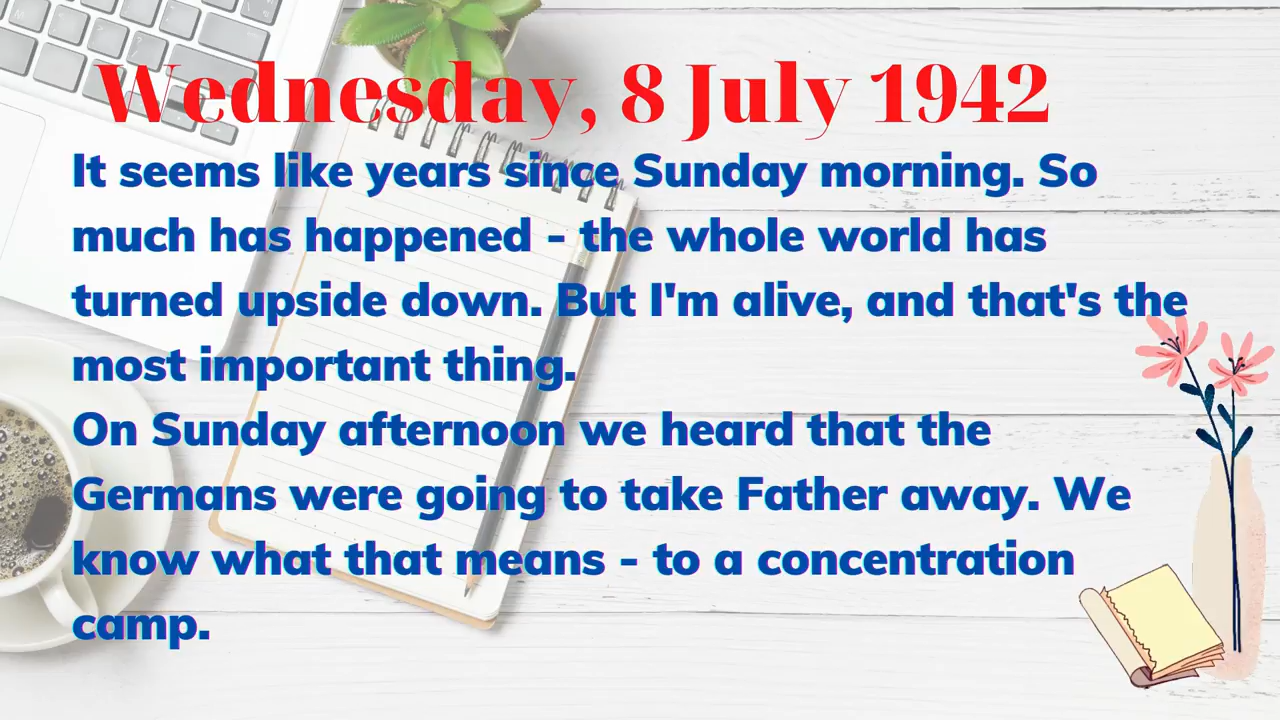 Wednesday, 8 July 1942
It seems like years since Sunday morning. So
much has happened - the whole world has
turned upside down. But I'm alive, and that's the
most important thing.
On Sunday afternoon we heard that the
Germans were going to take Father away. We
know what that means - to a concentration
camp.